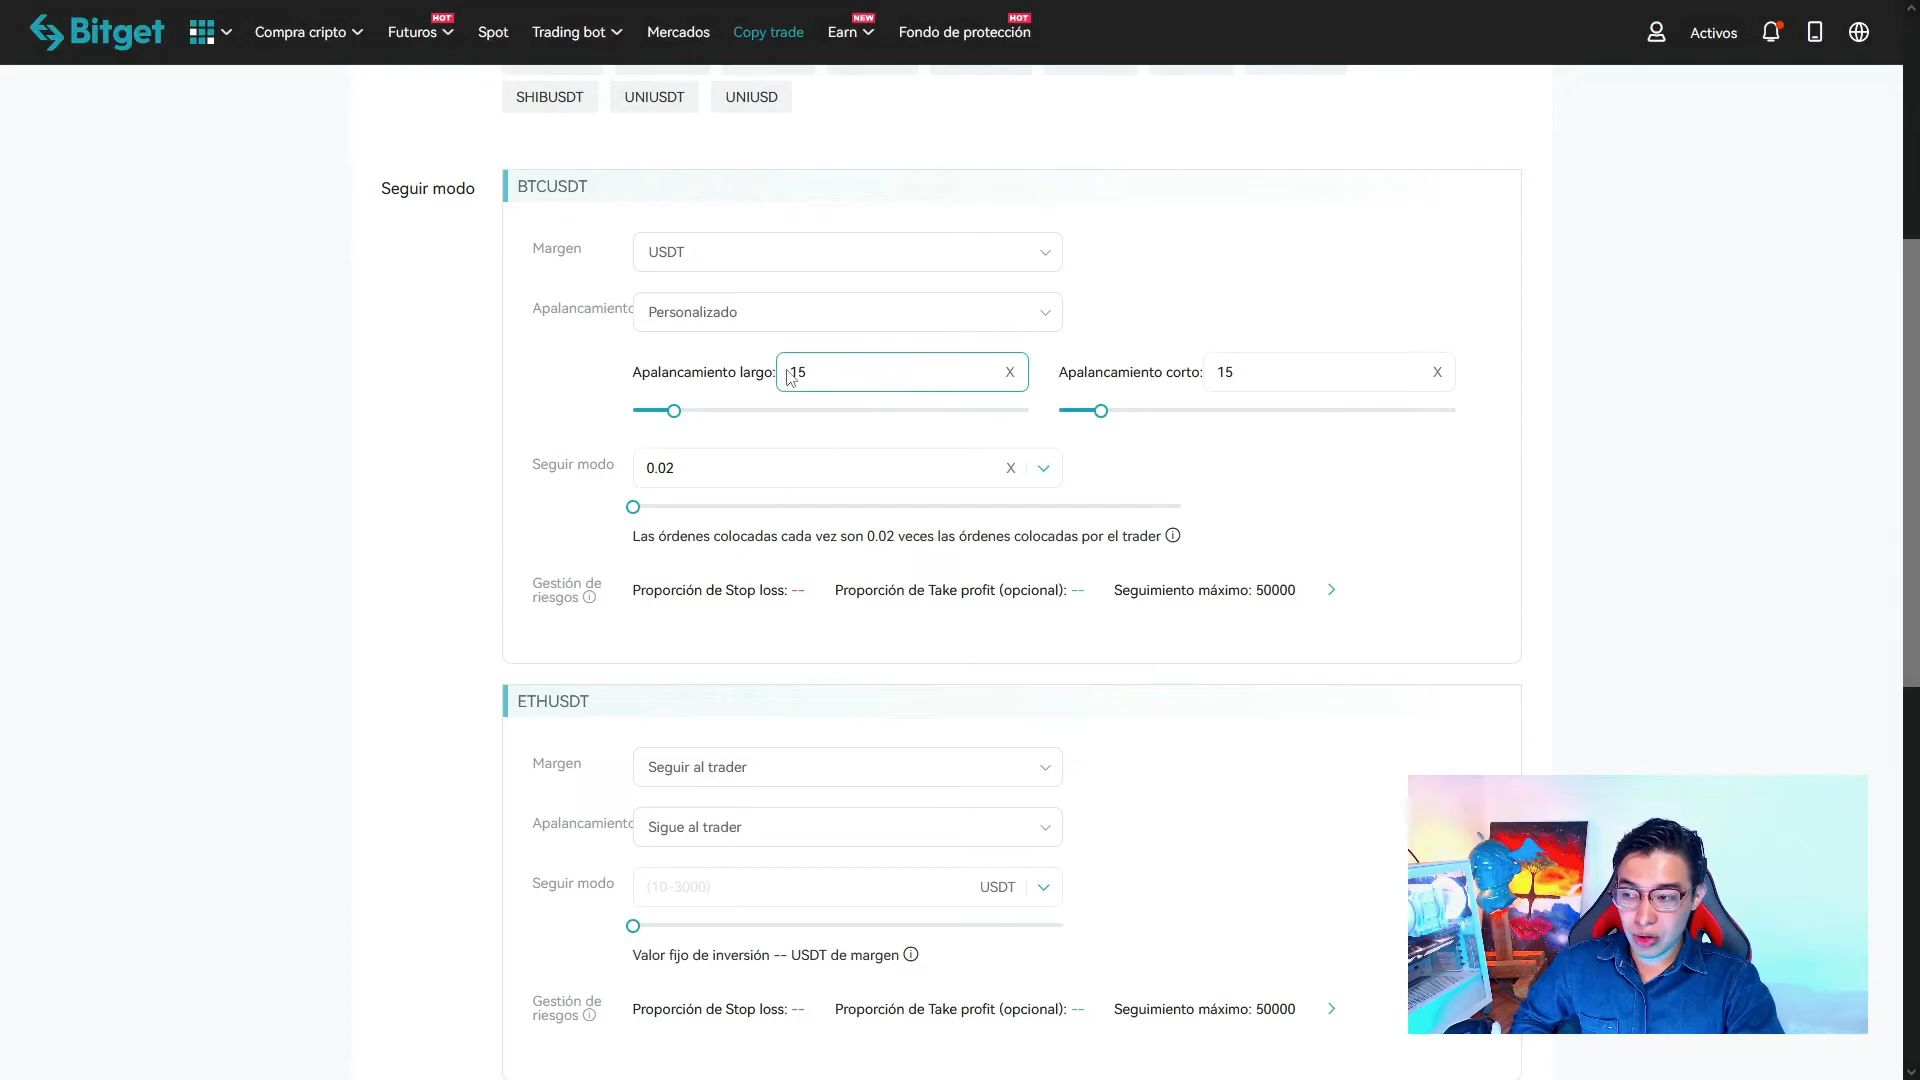 Bitget
Compra cripto
Futuros
HOT
Spot
Trading bot
Mercados
Copy trade
Earn
NEW
Fondo de protección
HOT
Activos
SHIBUSDT
UNIUSDT
UNIUSD
Seguir modo
BTCUSDT
Margen
USDT
Apalancamiento
Personalizado
Apalancamiento largo: 15 X
Apalancamiento corto: 15 X
Seguir modo
0.02 X
Las órdenes colocadas cada vez son 0.02 veces las órdenes colocadas por el trader
Gestión de
riesgos
Proporción de Stop loss: --
Proporción de Take profit (opcional): --
Seguimiento máximo: 50000
ETHUSDT
Margen
Seguir al trader
Apalancamiento
Sigue al trader
Seguir modo
(10-3000) USDT
Valor fijo de inversión -- USDT de margen
Gestión de
riesgos
Proporción de Stop loss: --
Proporción de Take profit (opcional): --
Seguimiento máximo: 50000